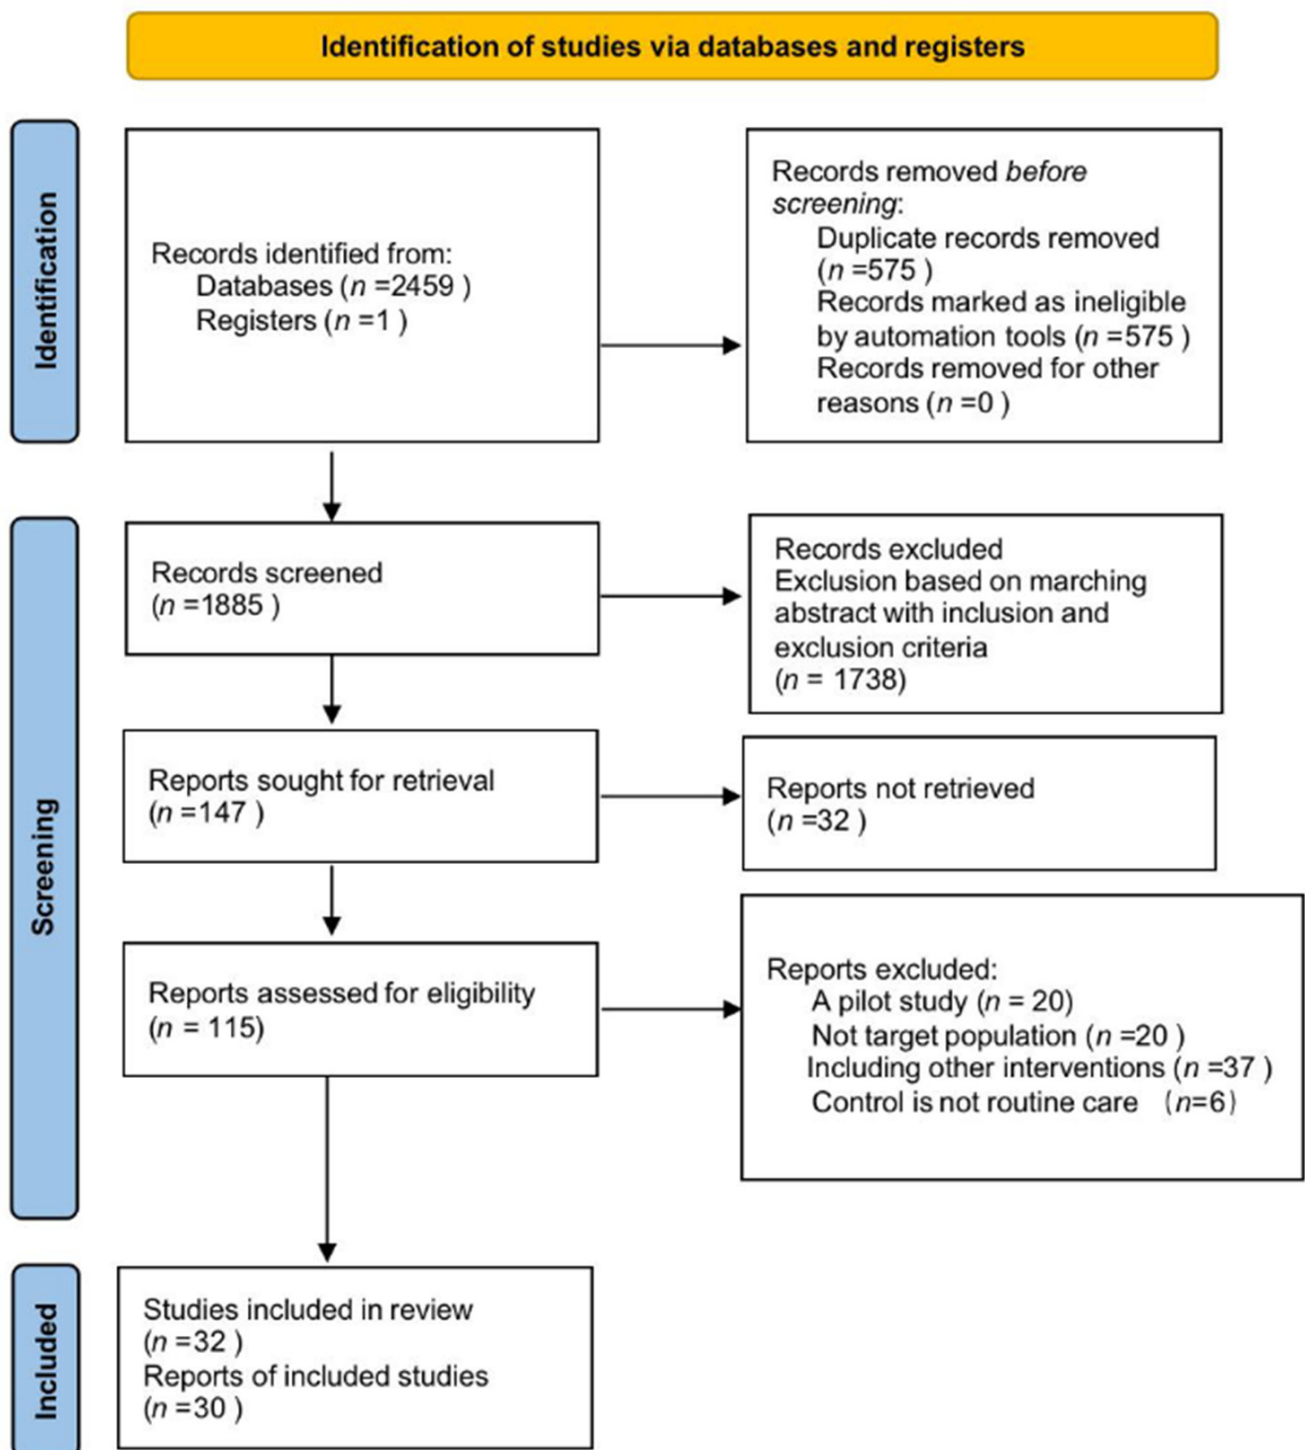 Identification of studies via databases and registers
Identification
Records identified from:
Databases (n =2459 )
Registers (n =1 )
Records removed before
screening:
Duplicate records removed
(n =575 )
Records marked as ineligible
by automation tools (n =575 )
Records removed for other
reasons (n =0 )
Screening
Records screened
(n =1885 )
Records excluded
Exclusion based on marching
abstract with inclusion and
exclusion criteria
(n = 1738)
Reports sought for retrieval
(n =147 )
Reports not retrieved
(n =32 )
Reports assessed for eligibility
(n = 115)
Reports excluded:
A pilot study (n = 20)
Not target population (n =20 )
Including other interventions (n =37 )
Control is not routine care (n=6)
Included
Studies included in review
(n =32 )
Reports of included studies
(n =30 )